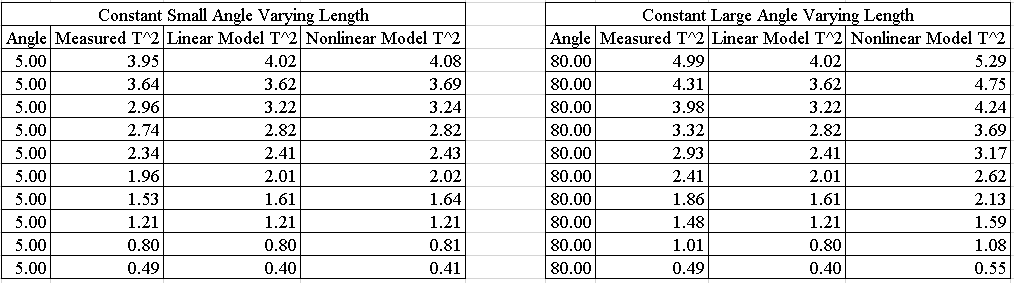 Constant Small Angle Varying Length Constant Large Angle Varying Length
Angle Measured T^2 Linear Model T^2 Nonlinear Model T^2 Angle Measured T^2 Linear Model T^2 Nonlinear Model T^2
5.00 3.95 4.02 4.08 80.00 4.99 4.02 5.29
5.00 3.64 3.62 3.69 80.00 4.31 3.62 4.75
5.00 2.96 3.22 3.24 80.00 3.98 3.22 4.24
5.00 2.74 2.82 2.82 80.00 3.32 2.82 3.69
5.00 2.34 2.41 2.43 80.00 2.93 2.41 3.17
5.00 1.96 2.01 2.02 80.00 2.41 2.01 2.62
5.00 1.53 1.61 1.64 80.00 1.86 1.61 2.13
5.00 1.21 1.21 1.21 80.00 1.48 1.21 1.59
5.00 0.80 0.80 0.81 80.00 1.01 0.80 1.08
5.00 0.49 0.40 0.41 80.00 0.49 0.40 0.55